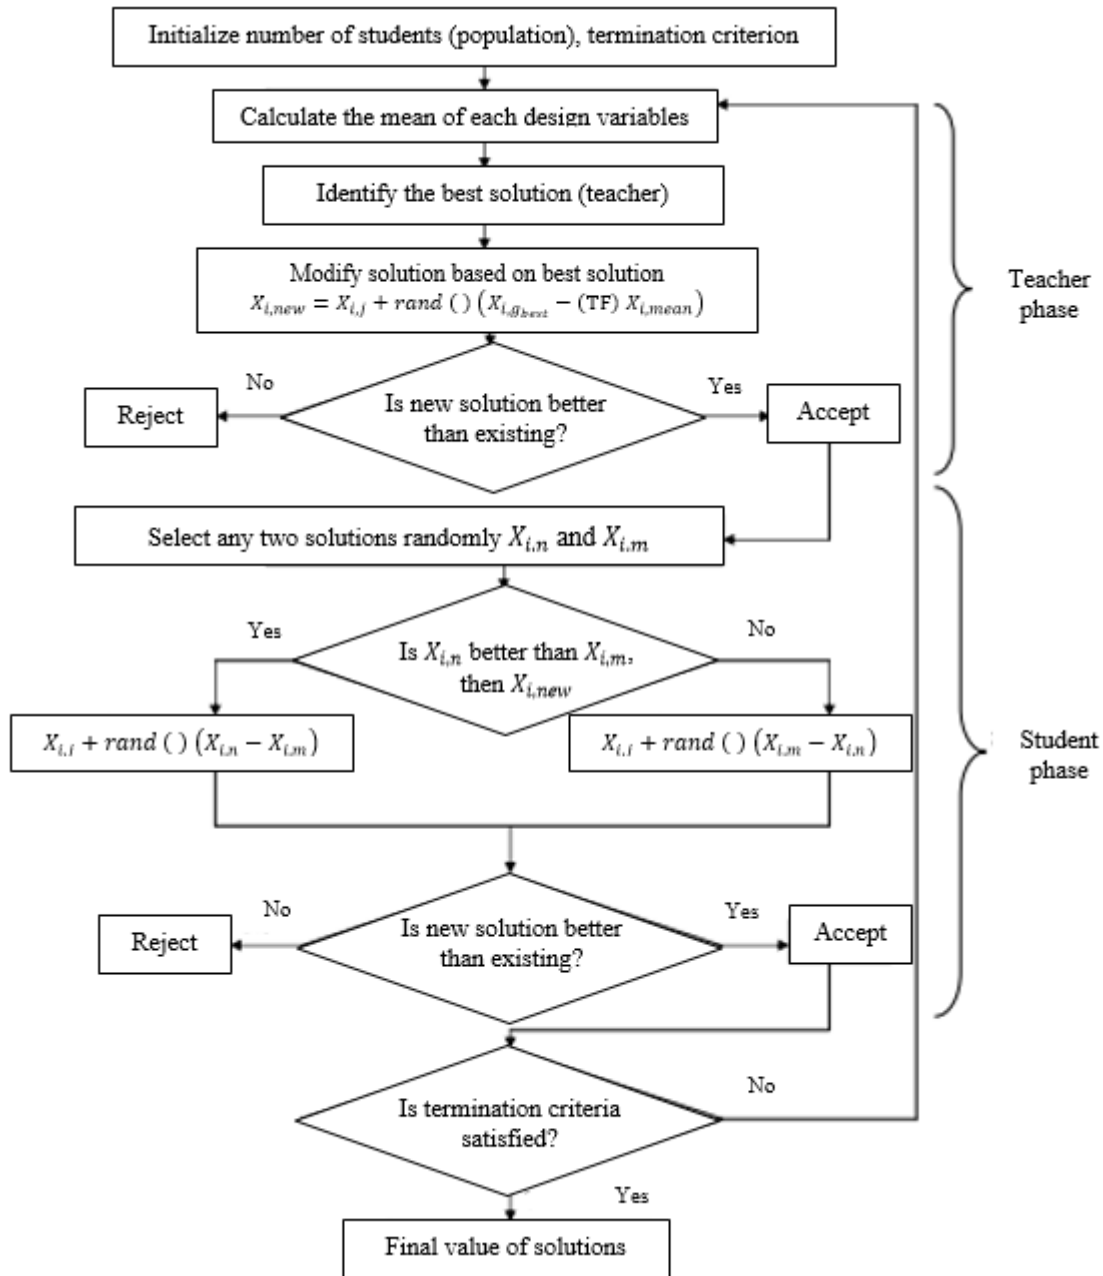 Initialize number of students (population), termination criterion
Calculate the mean of each design variables
Identify the best solution (teacher)
Modify solution based on best solution
X_{i,new} = X_{i,j} + rand ( ) (X_{i,g_{best}} − (TF) X_{i,mean})
Teacher
phase
No
Yes
Reject
Is new solution better
than existing?
Accept
Select any two solutions randomly X_{i,n} and X_{i,m}
Yes
No
Is X_{i,n} better than X_{i,m},
then X_{i,new}
X_{i,j} + rand ( ) (X_{i,n} − X_{i,m})
X_{i,j} + rand ( ) (X_{i,m} − X_{i,n})
Student
phase
No
Yes
Reject
Is new solution better
than existing?
Accept
No
Is termination criteria
satisfied?
Yes
Final value of solutions